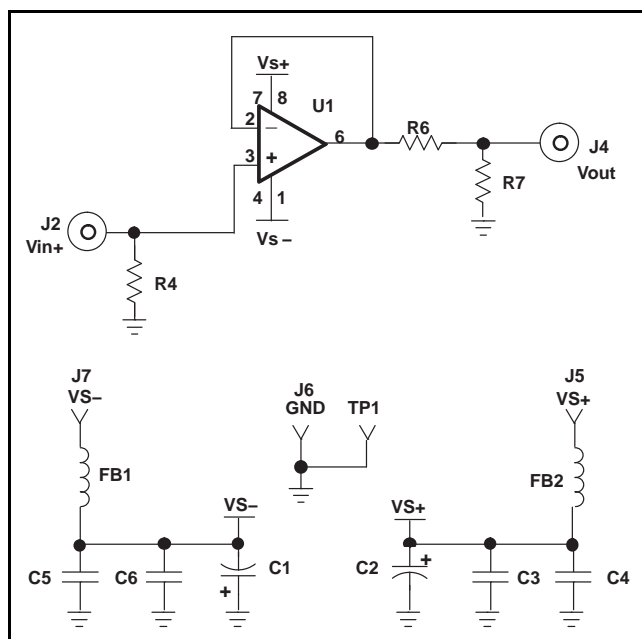 Vs+
7 8 U1
2 – 6 R6
3 + J4
Vout
R7
4 1
J2
Vin+
Vs –
R4
J7
VS–
J6
GND TP1
J5
VS+
FB1
FB2
VS–
VS+
C5 C6 + C1
C2 + C3 C4